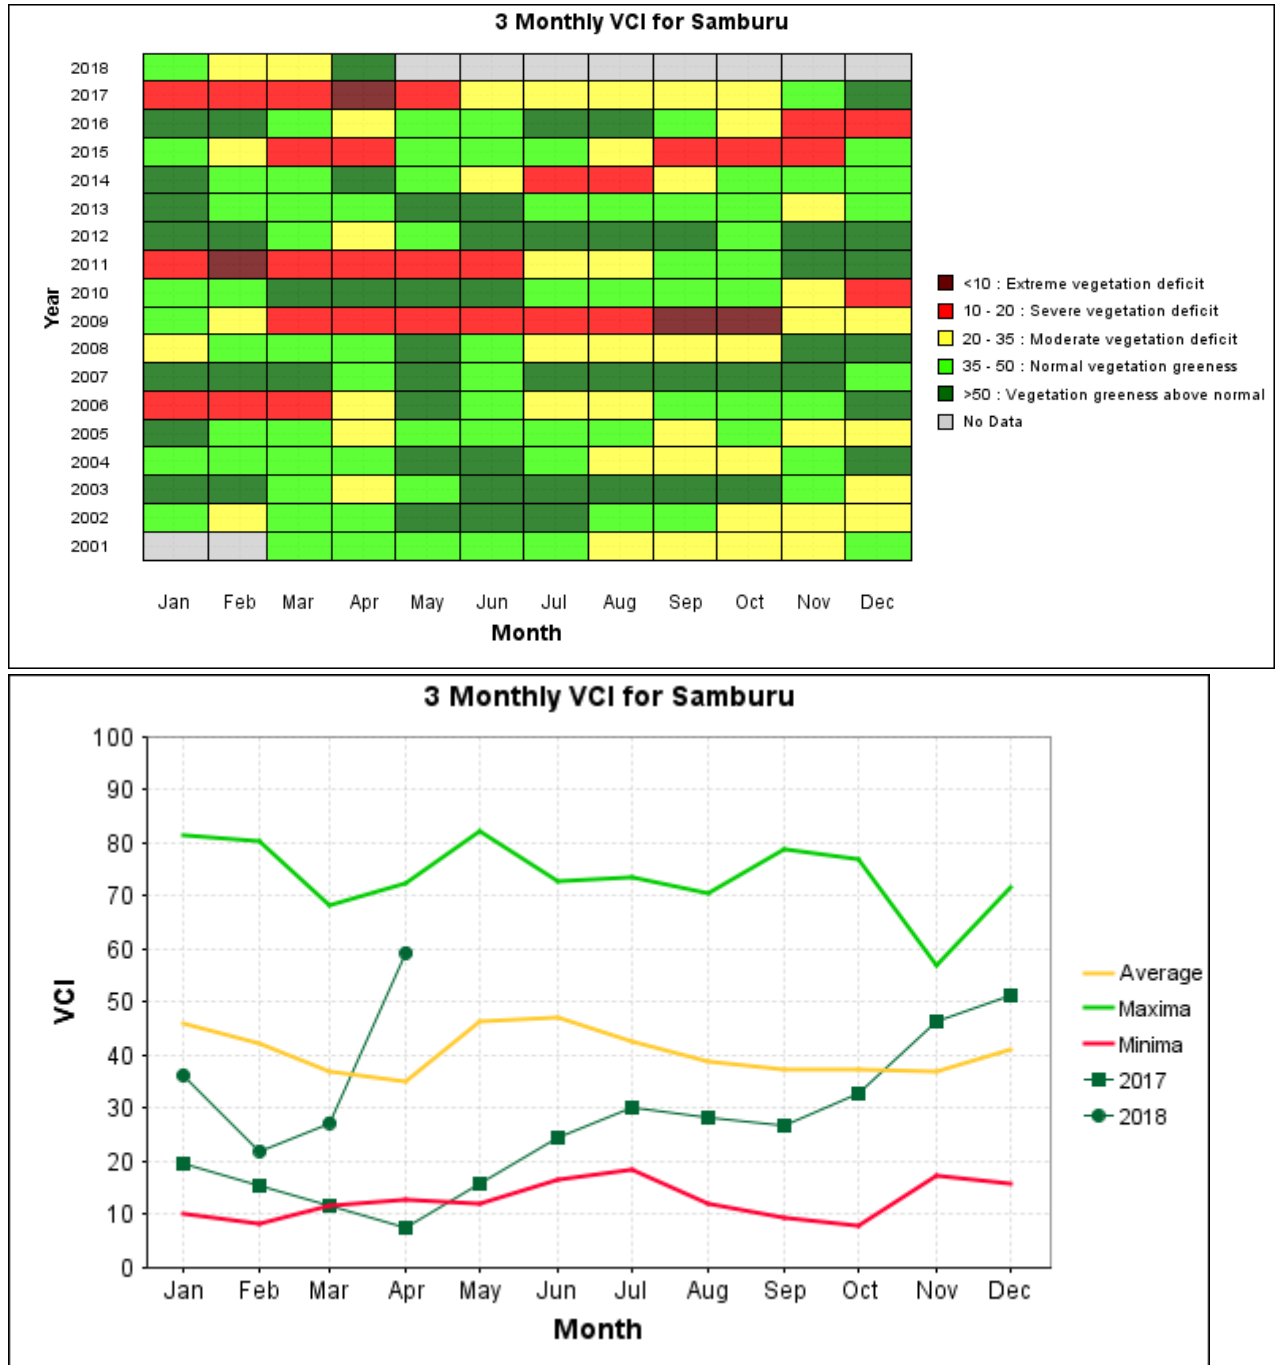 3 Monthly VCI for Samburu
2018
2017
2016
2015
2014
2013
2012
2011
2010
2009
2008
2007
2006
2005
2004
2003
2002
2001
Year
Jan Feb Mar Apr May Jun Jul Aug Sep Oct Nov Dec
Month
<10 : Extreme vegetation deficit
10 - 20 : Severe vegetation deficit
20 - 35 : Moderate vegetation deficit
35 - 50 : Normal vegetation greeness
>50 : Vegetation greeness above normal
No Data
3 Monthly VCI for Samburu
100
90
80
70
60
50
40
30
20
10
0
VCI
Jan Feb Mar Apr May Jun Jul Aug Sep Oct Nov Dec
Month
Average
Maxima
Minima
2017
2018